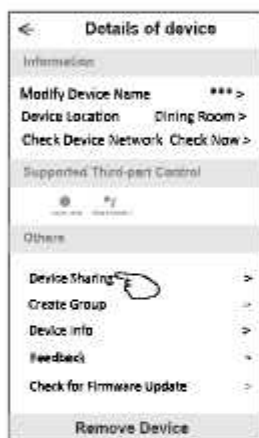 Details of device
Information
Modify Device Name *** >
Device Location Dining Room >
Check Device Network Check Now >
Supported Third-part Control
Others
Device Sharing >
Create Group >
Device Info >
Feedback >
Check for Firmware Update >
Remove Device